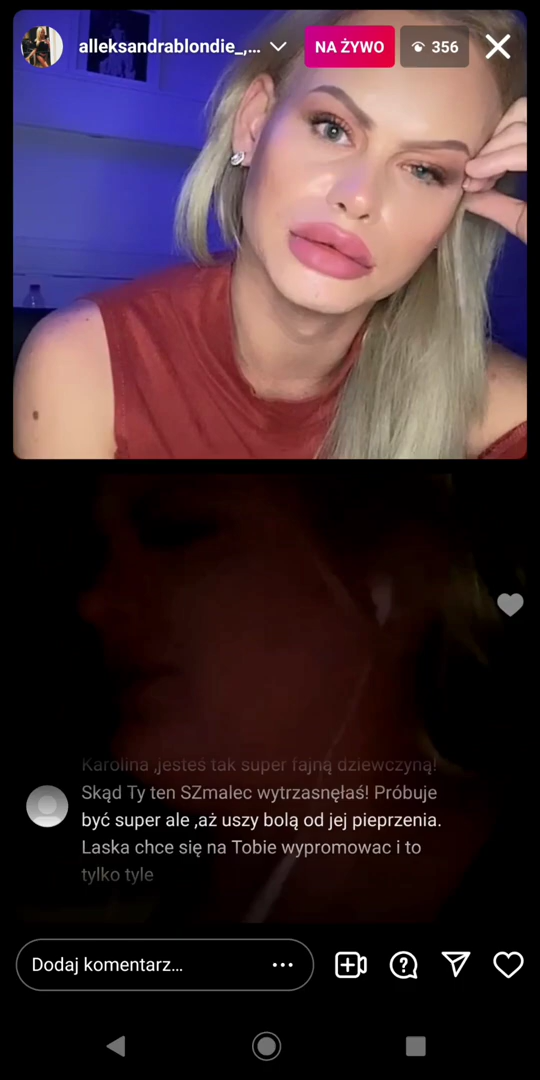 alleksandrablondie_,...
NA ŻYWO
356
Karolina ,jesteś tak super fajną dziewczyną!
Skąd Ty ten SZmalec wytrzasnęłaś! Próbuje
być super ale ,aż uszy bolą od jej pieprzenia.
Laska chce się na Tobie wypromowac i to
tylko tyle
Dodaj komentarz...